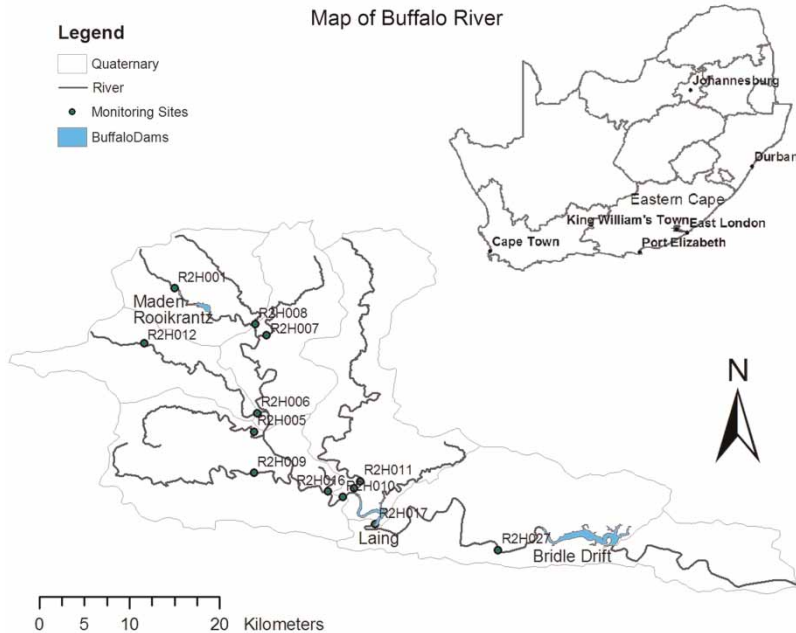 Map of Buffalo River
Legend
Quaternary
River
Monitoring Sites
BuffaloDams
Johannesburg
Durban
Eastern Cape
King William's Town
East London
Cape Town
Port Elizabeth
R2H001
Maden
Rooikrantz
R2H008
R2H007
R2H012
R2H006
R2H005
R2H009
R2H011
R2H016
R2H010
R2H017
Laing
R2H027
Bridle Drift
N
0 5 10 20 Kilometers